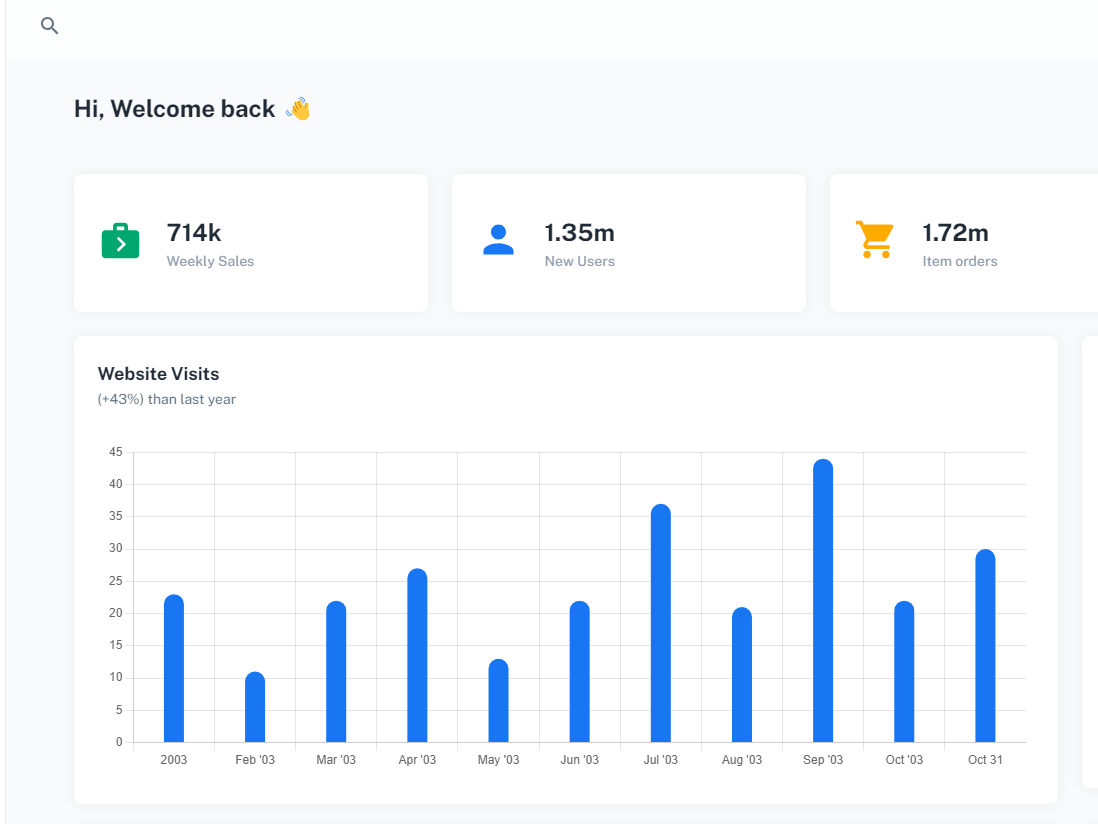 Hi, Welcome back 👋
714k
Weekly Sales
1.35m
New Users
1.72m
Item orders
Website Visits
(+43%) than last year
45
40
35
30
25
20
15
10
5
0
2003 Feb '03 Mar '03 Apr '03 May '03 Jun '03 Jul '03 Aug '03 Sep '03 Oct '03 Oct 31